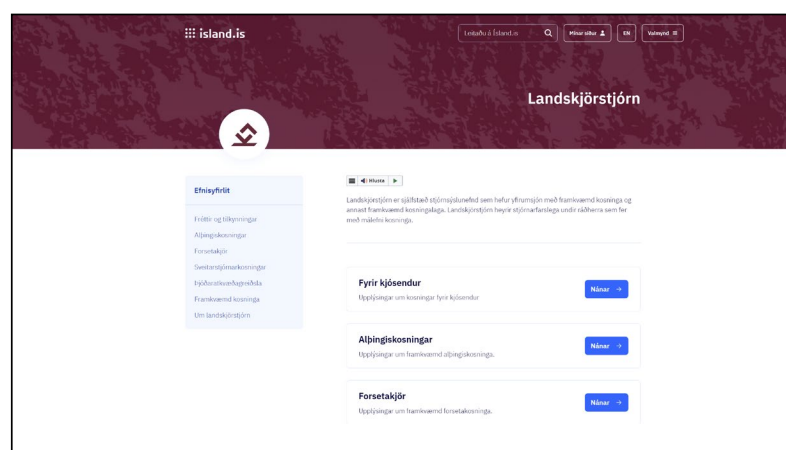 island.is
Leitaðu á Ísland.is
Mínar síður
EN
Valmynd
Landskjörstjórn
Efnisyfirlit
Fréttir og tilkynningar
Alþingiskosningar
Forsetakjör
Sveitarstjórnarkosningar
Þjóðaratkvæðagreiðsla
Framkvæmd kosninga
Um landskjörstjórn
Hlusta
Landskjörstjórn er sjálfstæð stjórnsýslunefnd sem hefur yfirumsjón með framkvæmd kosninga og
annast framkvæmd kosningalaga. Landskjörstjórn heyrir stjórnarfarslega undir ráðherra sem fer
með málefni kosninga.
Fyrir kjósendur
Upplýsingar um kosningar fyrir kjósendur
Nánar
Alþingiskosningar
Upplýsingar um framkvæmd alþingiskosninga.
Nánar
Forsetakjör
Upplýsingar um framkvæmd forsetakosninga.
Nánar